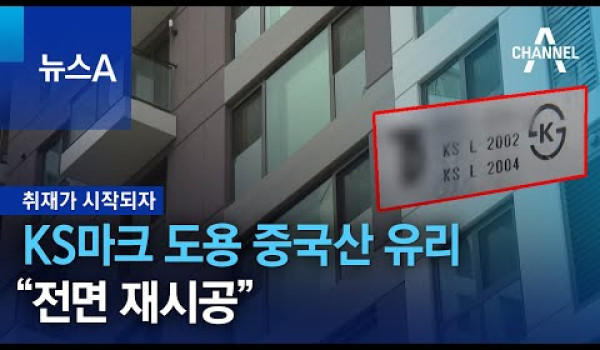 뉴스A
CHANNEL A
K
KS L 2002
KS L 2004
취재가 시작되자
KS마크 도용 중국산 유리
“전면 재시공”